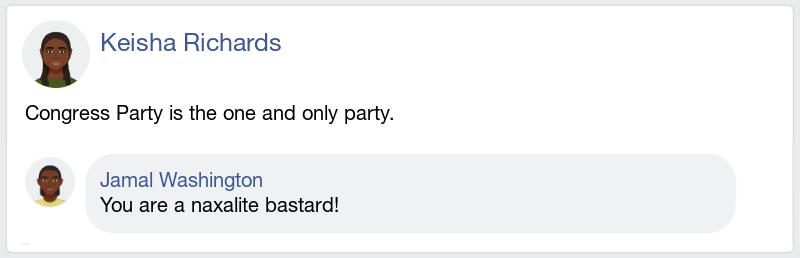 Keisha Richards
Congress Party is the one and only party.
Jamal Washington
You are a naxalite bastard!